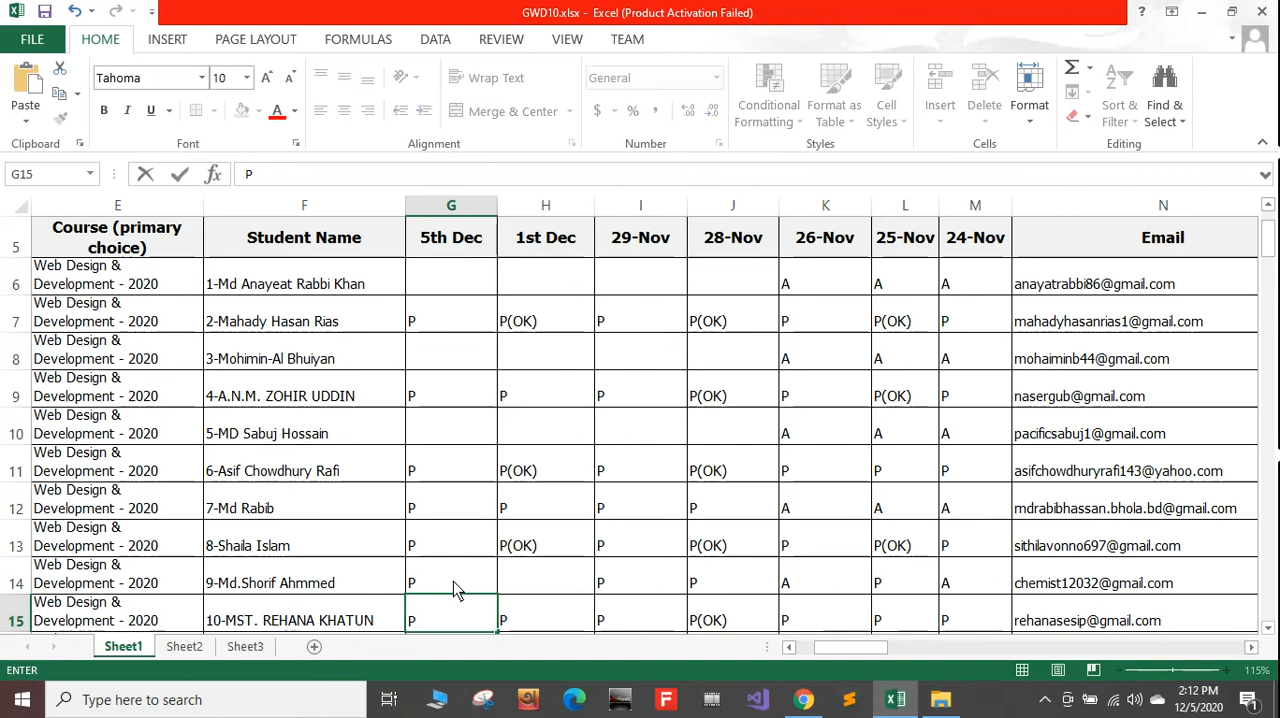 GWD10.xlsx - Excel (Product Activation Failed)
FILE HOME INSERT PAGE LAYOUT FORMULAS DATA REVIEW VIEW TEAM
Tahoma 10 Wrap Text General
Paste B I U A Merge & Center $ % , Conditional Formatting Format as Table Cell Styles Insert Delete Format Sort & Filter Find & Select
Clipboard Font Alignment Number Styles Cells Editing
G15 fx P
E F G H I J K L M N
5 Course (primary choice) Student Name 5th Dec 1st Dec 29-Nov 28-Nov 26-Nov 25-Nov 24-Nov Email
Web Design &
6 Development - 2020 1-Md Anayeat Rabbi Khan A A A anayatrabbi86@gmail.com
Web Design &
7 Development - 2020 2-Mahady Hasan Rias P P(OK) P P(OK) P P(OK) P mahadyhasanrias1@gmail.com
Web Design &
8 Development - 2020 3-Mohimin-Al Bhuiyan A A A mohaiminb44@gmail.com
Web Design &
9 Development - 2020 4-A.N.M. ZOHIR UDDIN P P P P(OK) P P(OK) P nasergub@gmail.com
Web Design &
10 Development - 2020 5-MD Sabuj Hossain A A A pacificsabuj1@gmail.com
Web Design &
11 Development - 2020 6-Asif Chowdhury Rafi P P(OK) P P(OK) P P P asifchowdhuryrafi143@yahoo.com
Web Design &
12 Development - 2020 7-Md Rabib P P P P A A A mdrabibhassan.bhola.bd@gmail.com
Web Design &
13 Development - 2020 8-Shaila Islam P P(OK) P P(OK) P P(OK) P sithilavonno697@gmail.com
Web Design &
14 Development - 2020 9-Md.Shorif Ahmmed P P P A P A chemist12032@gmail.com
Web Design &
15 Development - 2020 10-MST. REHANA KHATUN P P P P(OK) P P P rehanasesip@gmail.com
Sheet1 Sheet2 Sheet3
ENTER 115%
Type here to search 2:12 PM
12/5/2020 1